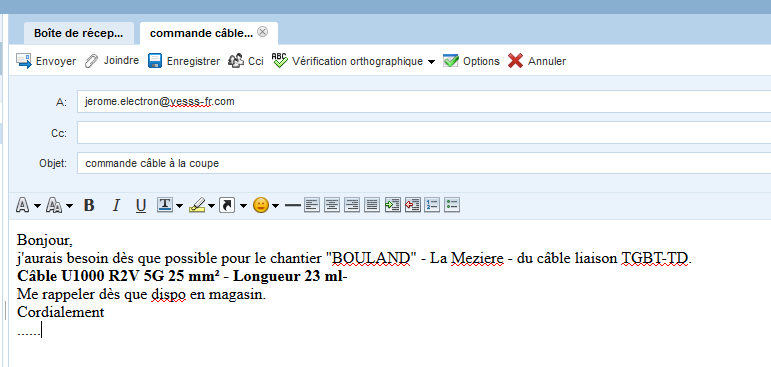 Boîte de récep...
commande câble...
Envoyer Joindre Enregistrrer Cci ABC Vérification orthographique Options Annuler
A: jerome.electron@yesss-fr.com
Cc:
Objet: commande câble à la coupe
Bonjour,
j'aurais besoin dès que possible pour le chantier "BOULAND" - La Meziere - du câble liaison TGBT-TD.
Câble U1000 R2V 5G 25 mm² - Longueur 23 ml-
Me rappeler dès que dispo en magasin.
Cordialement
......